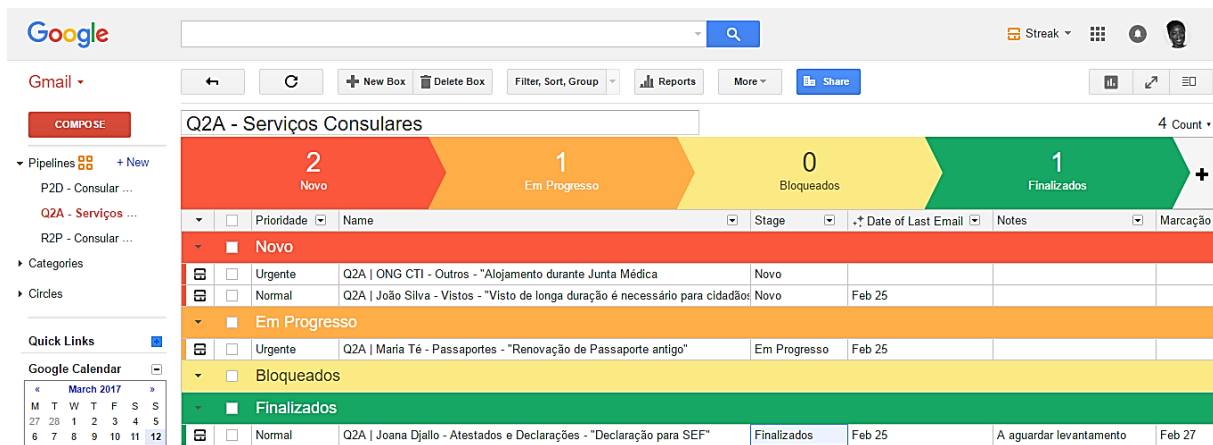 Google
Streak
Gmail
New Box Delete Box Filter, Sort, Group Reports More Share
COMPOSE
Q2A - Serviços Consulares
4 Count
Pipelines + New
P2D - Consular ...
Q2A - Serviços ...
R2P - Consular ...
Categories
Circles
2
Novo
1
Em Progresso
0
Bloqueados
1
Finalizados
+
Prioridade Name Stage Date of Last Email Notes Marcação
Novo
Urgente Q2A | ONG CTI - Outros - "Alojamento durante Junta Médica Novo
Normal Q2A | João Silva - Vistos - "Visto de longa duração é necessário para cidadãos Novo Feb 25
Em Progresso
Urgente Q2A | Maria Té - Passaportes - "Renovação de Passaporte antigo" Em Progresso Feb 25
Bloqueados
Finalizados
Normal Q2A | Joana Djallo - Atestados e Declarações - "Declaração para SEF" Finalizados Feb 25 A aguardar levantamento Feb 27
Quick Links +
Google Calendar
« March 2017 »
M T W T F S S
27 28 1 2 3 4 5
6 7 8 9 10 11 12